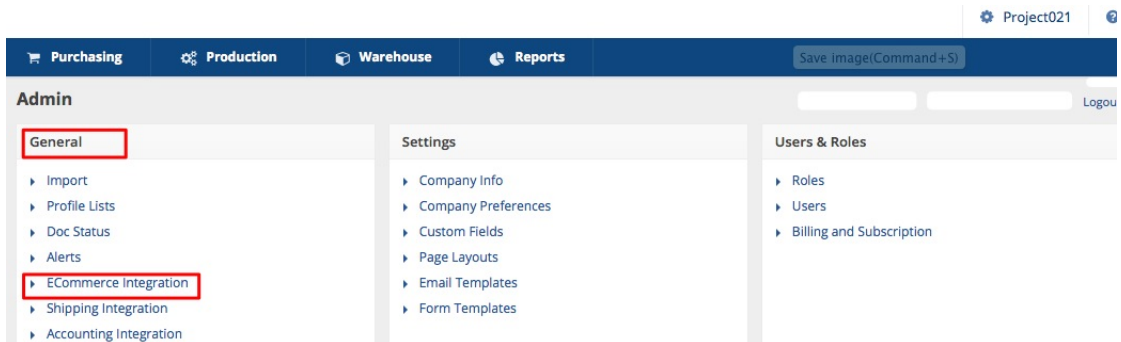 Project021
Purchasing Production Warehouse Reports Save image(Command+S)
Admin
Logou
General
Import
Profile Lists
Doc Status
Alerts
ECommerce Integration
Shipping Integration
Accounting Integration
Settings
Company Info
Company Preferences
Custom Fields
Page Layouts
Email Templates
Form Templates
Users & Roles
Roles
Users
Billing and Subscription